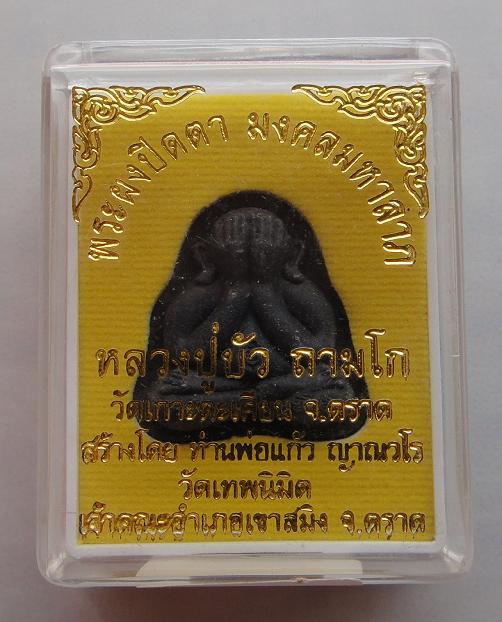 พระผงปิดตา มงคลมหาลาภ
หลวงปู่บัว ถามโก
วัดเกาะตะเคียน จ.ตราด
สร้างโดย ท่านพ่อแก้ว ญาณวโร
วัดเทพนิมิต
เจ้าคณะอำเภอเขาสมิง จ.ตราด